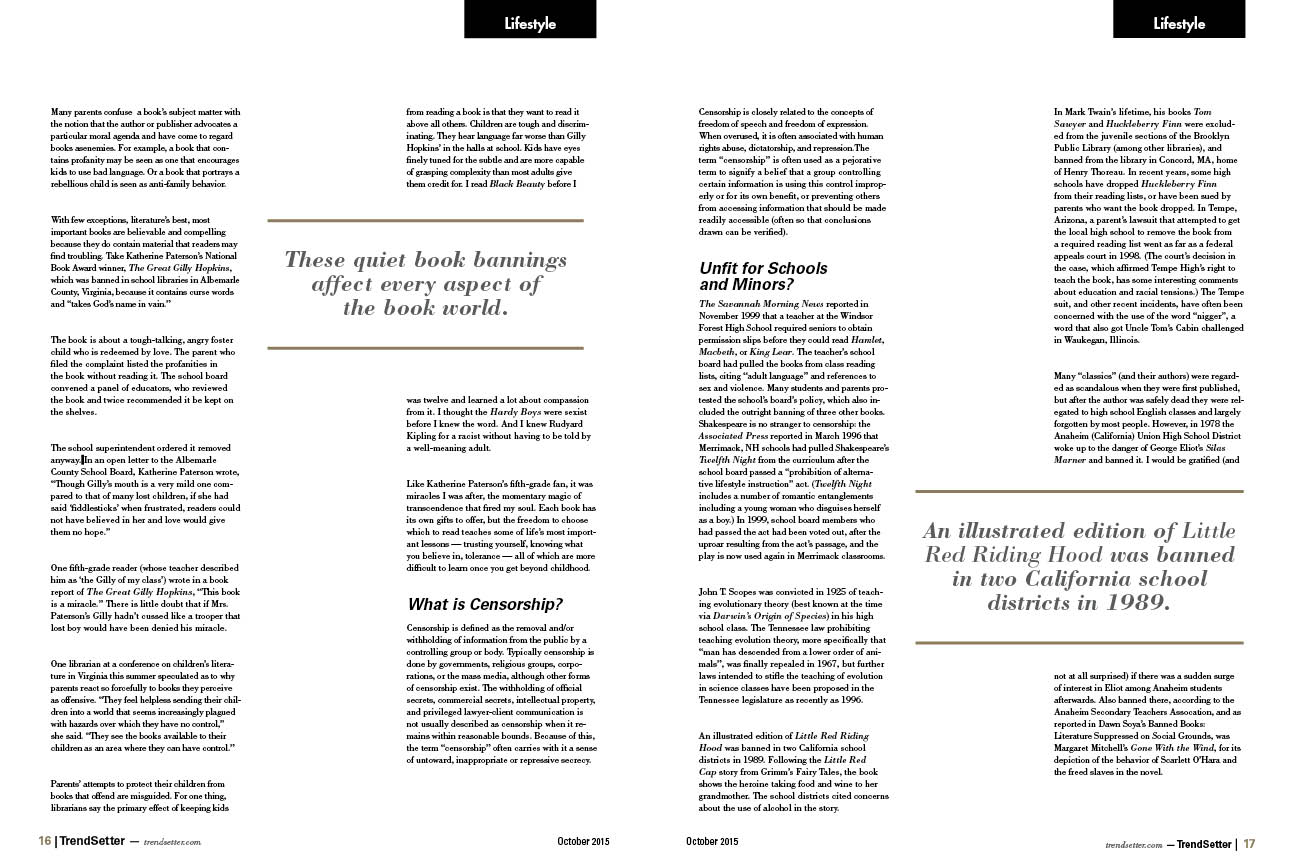 Lifestyle
Many parents confuse  a book's subject matter with
the notion that the author or publisher advocates a
particular moral agenda and have come to regard
books asenemies. For example, a book that con-
tains profanity may be seen as one that encourages
kids to use bad language. Or a book that portrays a
rebellious child is seen as anti-family behavior.
With few exceptions, literature's best, most
important books are believable and compelling
because they do contain material that readers may
find troubling. Take Katherine Paterson's National
Book Award winner, The Great Gilly Hopkins,
which was banned in school libraries in Albemarle
County, Virginia, because it contains curse words
and “takes God's name in vain.”
The book is about a tough-talking, angry foster
child who is redeemed by love. The parent who
filed the complaint listed the profanities in
the book without reading it. The school board
convened a panel of educators, who reviewed
the book and twice recommended it be kept on
the shelves.
The school superintendent ordered it removed
anyway. In an open letter to the Albemarle
County School Board, Katherine Paterson wrote,
“Though Gilly's mouth is a very mild one com-
pared to that of many lost children, if she had
said 'fiddlesticks' when frustrated, readers could
not have believed in her and love would give
them no hope.”
One fifth-grade reader (whose teacher described
him as 'the Gilly of my class') wrote in a book
report of The Great Gilly Hopkins, “This book
is a miracle.” There is little doubt that if Mrs.
Paterson's Gilly hadn't cussed like a trooper that
lost boy would have been denied his miracle.
One librarian at a conference on children's litera-
ture in Virginia this summer speculated as to why
parents react so forcefully to books they perceive
as offensive. “They feel helpless sending their chil-
dren into a world that seems increasingly plagued
with hazards over which they have no control,”
she said. “They see the books available to their
children as an area where they can have control.”
Parents' attempts to protect their children from
books that offend are misguided. For one thing,
librarians say the primary effect of keeping kids
from reading a book is that they want to read it
above all others. Children are tough and discrim-
inating. They hear language far worse than Gilly
Hopkins' in the halls at school. Kids have eyes
finely tuned for the subtle and are more capable
of grasping complexity than most adults give
them credit for. I read Black Beauty before I
These quiet book bannings
affect every aspect of
the book world.
was twelve and learned a lot about compassion
from it. I thought the Hardy Boys were sexist
before I knew the word. And I knew Rudyard
Kipling for a racist without having to be told by
a well-meaning adult.
Like Katherine Paterson's fifth-grade fan, it was
miracles I was after, the momentary magic of
transcendence that fired my soul. Each book has
its own gifts to offer, but the freedom to choose
which to read teaches some of life's most import-
ant lessons — trusting yourself, knowing what
you believe in, tolerance — all of which are more
difficult to learn once you get beyond childhood.
What is Censorship?
Censorship is defined as the removal and/or
withholding of information from the public by a
controlling group or body. Typically censorship is
done by governments, religious groups, corpo-
rations, or the mass media, although other forms
of censorship exist. The withholding of official
secrets, commercial secrets, intellectual property,
and privileged lawyer-client communication is
not usually described as censorship when it re-
mains within reasonable bounds. Because of this,
the term “censorship” often carries with it a sense
of untoward, inappropriate or repressive secrecy.
16 | TrendSetter — trendsetter.com
October 2015
Lifestyle
Censorship is closely related to the concepts of
freedom of speech and freedom of expression.
When overused, it is often associated with human
rights abuse, dictatorship, and repression.The
term “censorship” is often used as a pejorative
term to signify a belief that a group controlling
certain information is using this control improp-
erly or for its own benefit, or preventing others
from accessing information that should be made
readily accessible (often so that conclusions
drawn can be verified).
Unfit for Schools
and Minors?
The Savannah Morning News reported in
November 1999 that a teacher at the Windsor
Forest High School required seniors to obtain
permission slips before they could read Hamlet,
Macbeth, or King Lear. The teacher's school
board had pulled the books from class reading
lists, citing “adult language” and references to
sex and violence. Many students and parents pro-
tested the school's board's policy, which also in-
cluded the outright banning of three other books.
Shakespeare is no stranger to censorship: the
Associated Press reported in March 1996 that
Merrimack, NH schools had pulled Shakespeare's
Twelfth Night from the curriculum after the
school board passed a “prohibition of alterna-
tive lifestyle instruction” act. (Twelfth Night
includes a number of romantic entanglements
including a young woman who disguises herself
as a boy.) In 1999, school board members who
had passed the act had been voted out, after the
uproar resulting from the act's passage, and the
play is now used again in Merrimack classrooms.
John T. Scopes was convicted in 1925 of teach-
ing evolutionary theory (best known at the time
via Darwin's Origin of Species) in his high
school class. The Tennessee law prohibiting
teaching evolution theory, more specifically that
“man has descended from a lower order of ani-
mals”, was finally repealed in 1967, but further
laws intended to stifle the teaching of evolution
in science classes have been proposed in the
Tennessee legislature as recently as 1996.
An illustrated edition of Little Red Riding
Hood was banned in two California school
districts in 1989. Following the Little Red
Cap story from Grimm's Fairy Tales, the book
shows the heroine taking food and wine to her
grandmother. The school districts cited concerns
about the use of alcohol in the story.
In Mark Twain's lifetime, his books Tom
Sawyer and Huckleberry Finn were exclud-
ed from the juvenile sections of the Brooklyn
Public Library (among other libraries), and
banned from the library in Concord, MA, home
of Henry Thoreau. In recent years, some high
schools have dropped Huckleberry Finn
from their reading lists, or have been sued by
parents who want the book dropped. In Tempe,
Arizona, a parent's lawsuit that attempted to get
the local high school to remove the book from
a required reading list went as far as a federal
appeals court in 1998. (The court's decision in
the case, which affirmed Tempe High's right to
teach the book, has some interesting comments
about education and racial tensions.) The Tempe
suit, and other recent incidents, have often been
concerned with the use of the word “nigger”, a
word that also got Uncle Tom's Cabin challenged
in Waukegan, Illinois.
Many “classics” (and their authors) were regard-
ed as scandalous when they were first published,
but after the author was safely dead they were rel-
egated to high school English classes and largely
forgotten by most people. However, in 1978 the
Anaheim (California) Union High School District
woke up to the danger of George Eliot's Silas
Marner and banned it. I would be gratified (and
An illustrated edition of Little
Red Riding Hood was banned
in two California school
districts in 1989.
not at all surprised) if there was a sudden surge
of interest in Eliot among Anaheim students
afterwards. Also banned there, according to the
Anaheim Secondary Teachers Assocation, and as
reported in Dawn Soya's Banned Books:
Literature Suppressed on Social Grounds, was
Margaret Mitchell's Gone With the Wind, for its
depiction of the behavior of Scarlett O'Hara and
the freed slaves in the novel.
October 2015
trendsetter.com — TrendSetter | 17